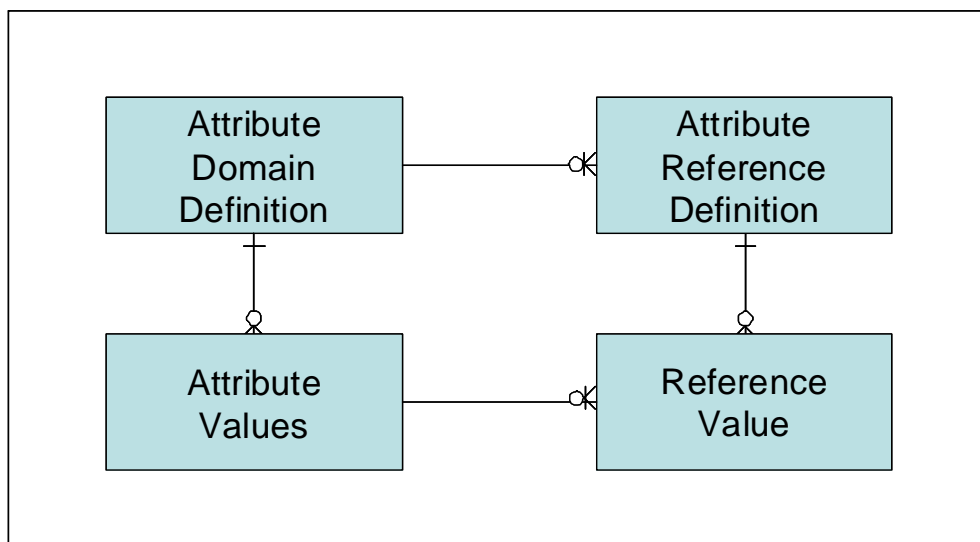 Attribute
Domain
Definition
Attribute
Reference
Definition
Attribute
Values
Reference
Value